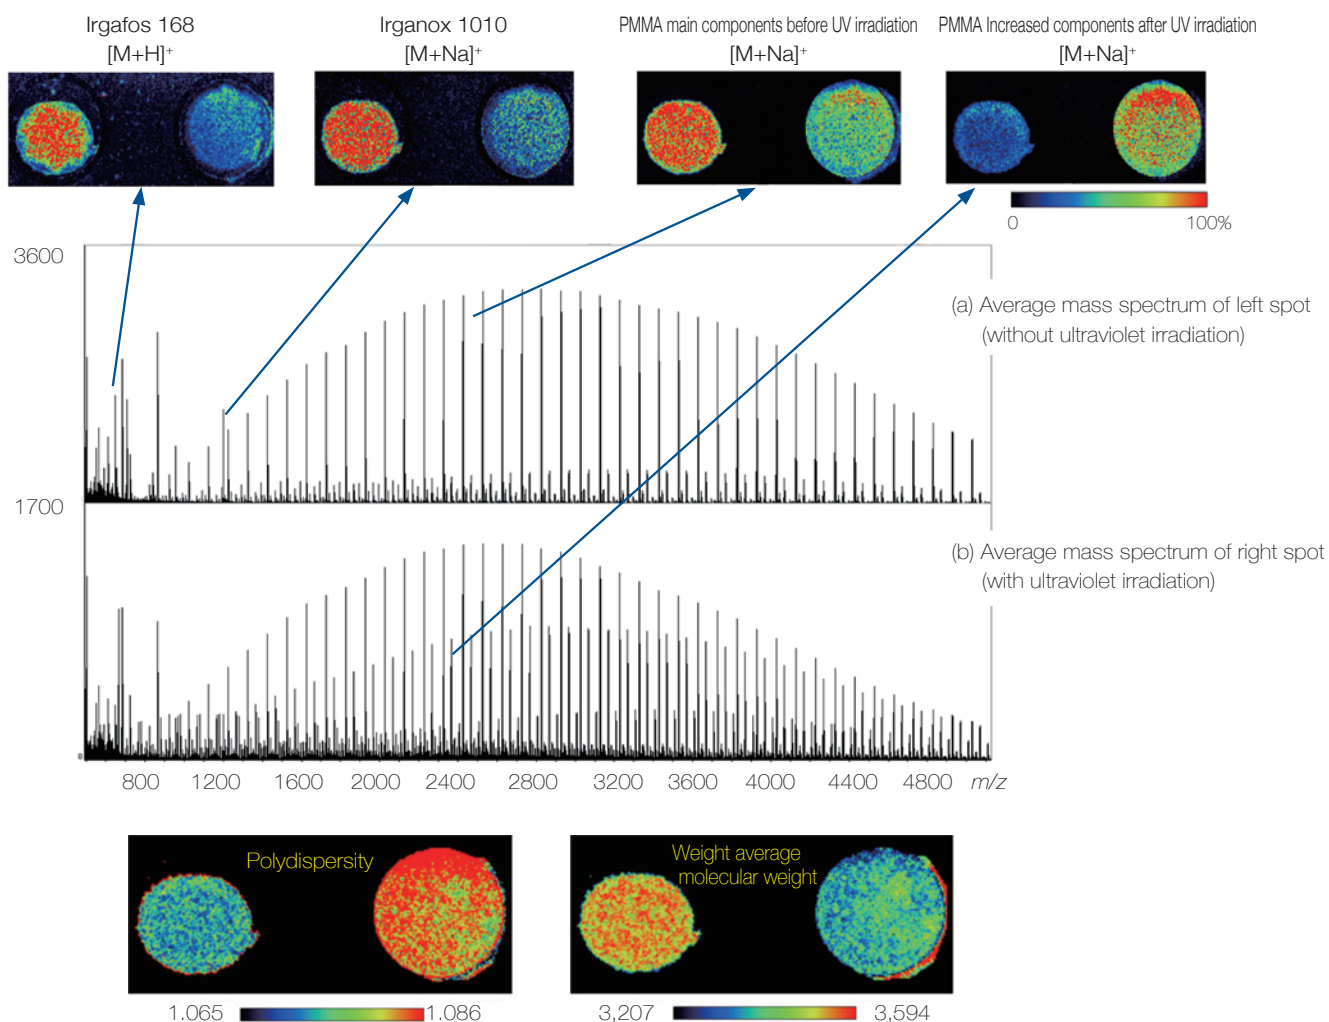 Irgafos 168
[M+H]⁺
Irganox 1010
[M+Na]⁺
PMMA main components before UV irradiation
[M+Na]⁺
PMMA Increased components after UV irradiation
[M+Na]⁺
0 100%
3600
(a) Average mass spectrum of left spot
(without ultraviolet irradiation)
1700
(b) Average mass spectrum of right spot
(with ultraviolet irradiation)
0
800 1200 1600 2000 2400 2800 3200 3600 4000 4400 4800 m/z
Polydispersity
1.065 1.086
Weight average
molecular weight
3,207 3,594